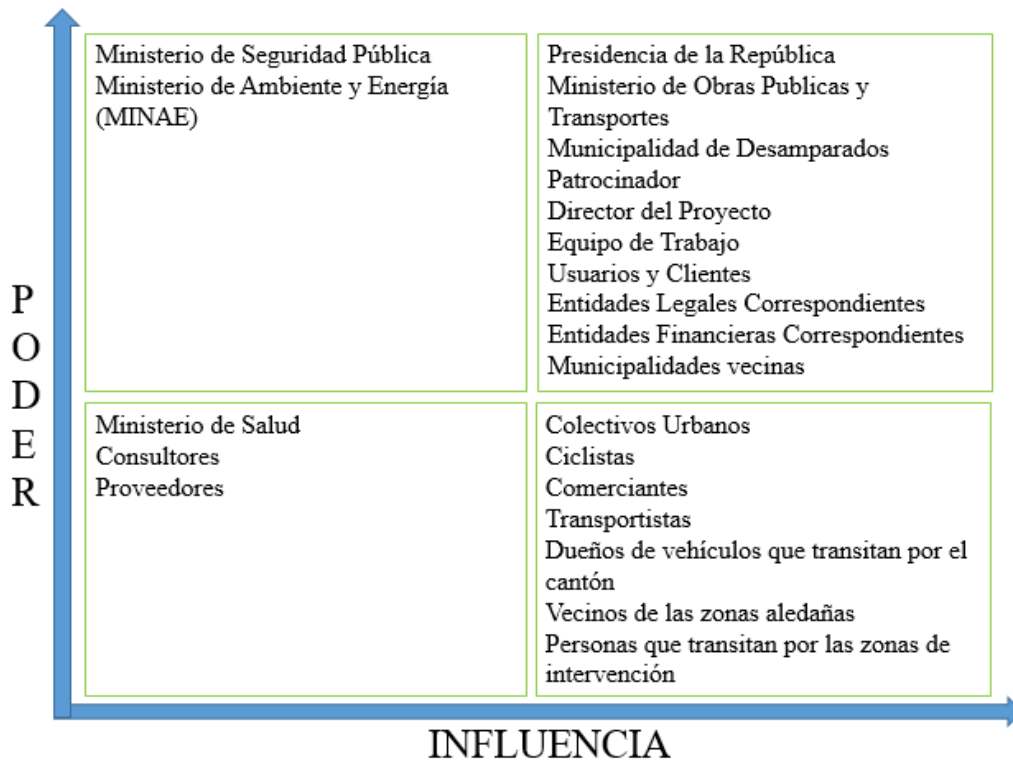 Ministerio de Seguridad Pública
Ministerio de Ambiente y Energía
(MINAE)
Presidencia de la República
Ministerio de Obras Publicas y
Transportes
Municipalidad de Desamparados
Patrocinador
Director del Proyecto
Equipo de Trabajo
Usuarios y Clientes
Entidades Legales Correspondientes
Entidades Financieras Correspondientes
Municipalidades vecinas
PODER
Ministerio de Salud
Consultores
Proveedores
Colectivos Urbanos
Ciclistas
Comerciantes
Transportistas
Dueños de vehículos que transitan por el
cantón
Vecinos de las zonas aledañas
Personas que transitan por las zonas de
intervención
INFLUENCIA